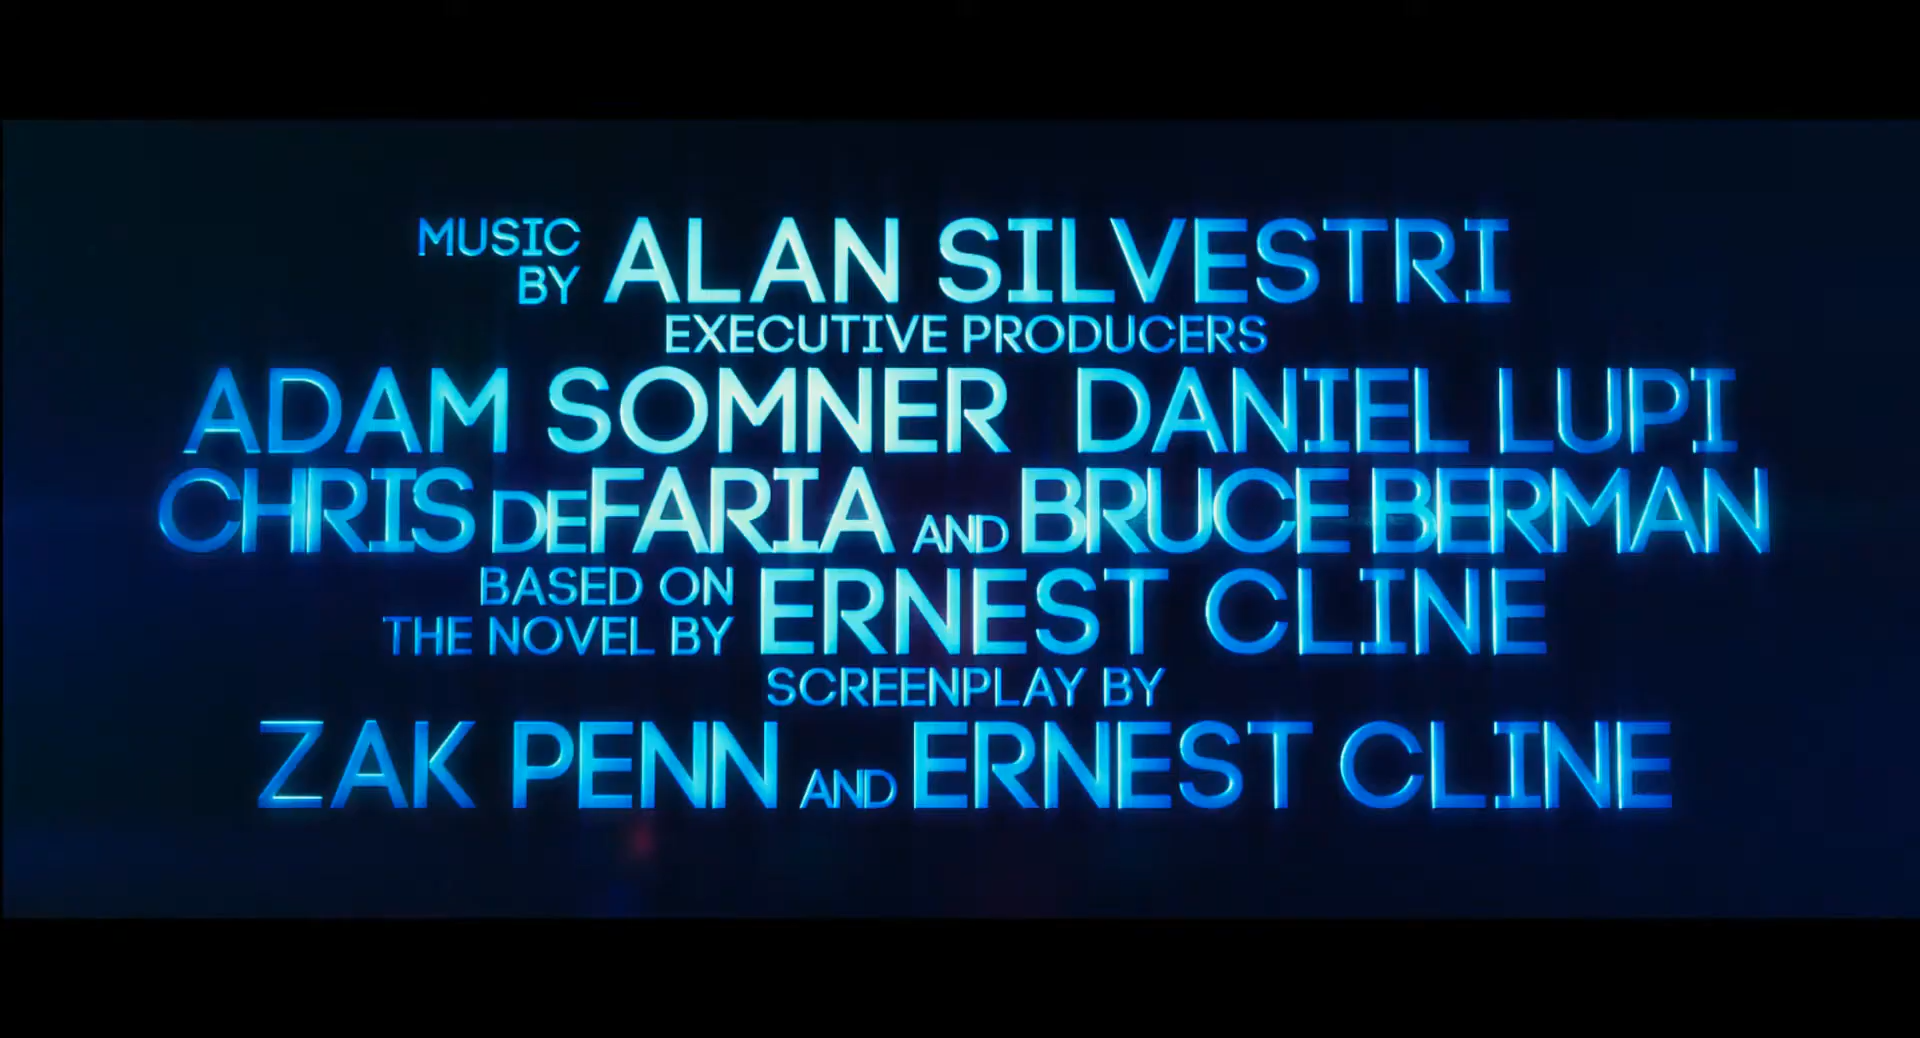 MUSIC BY ALAN SILVESTRI
EXECUTIVE PRODUCERS
ADAM SOMNER DANIEL LUPI
CHRIS DEFARIA AND BRUCE BERMAN
BASED ON THE NOVEL BY ERNEST CLINE
SCREENPLAY BY
ZAK PENN AND ERNEST CLINE